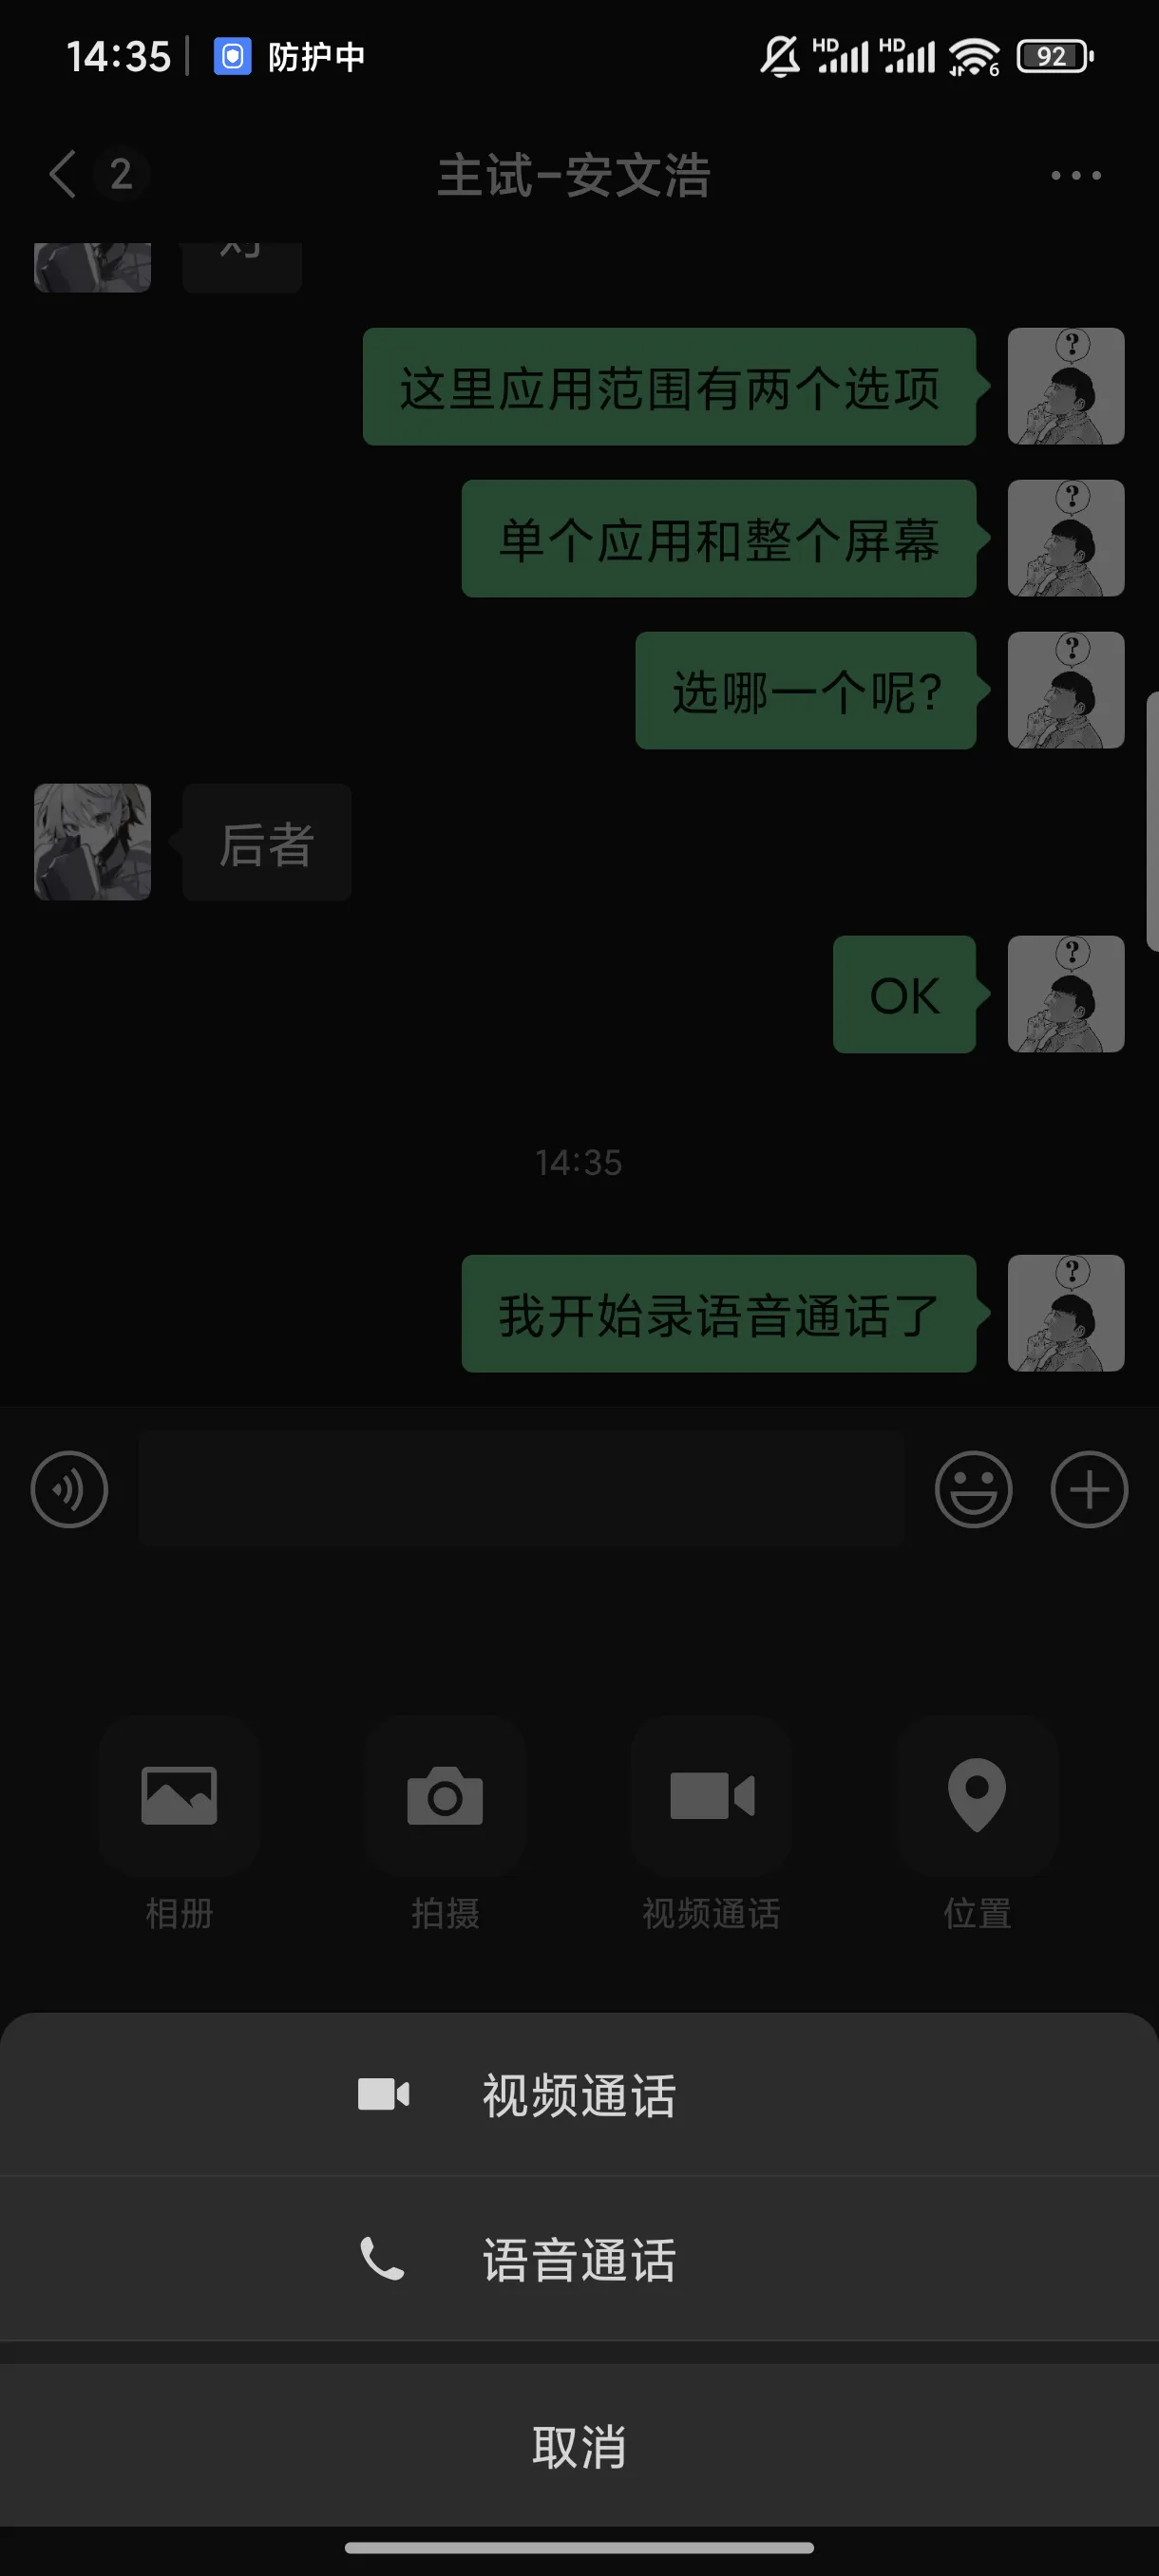 14:35 防护中 HD HD 6 92
2 主试-安文浩
对
这里应用范围有两个选项
单个应用和整个屏幕
选哪一个呢?
后者
OK
14:35
我开始录语音通话了
相册 拍摄 视频通话 位置
视频通话
语音通话
取消